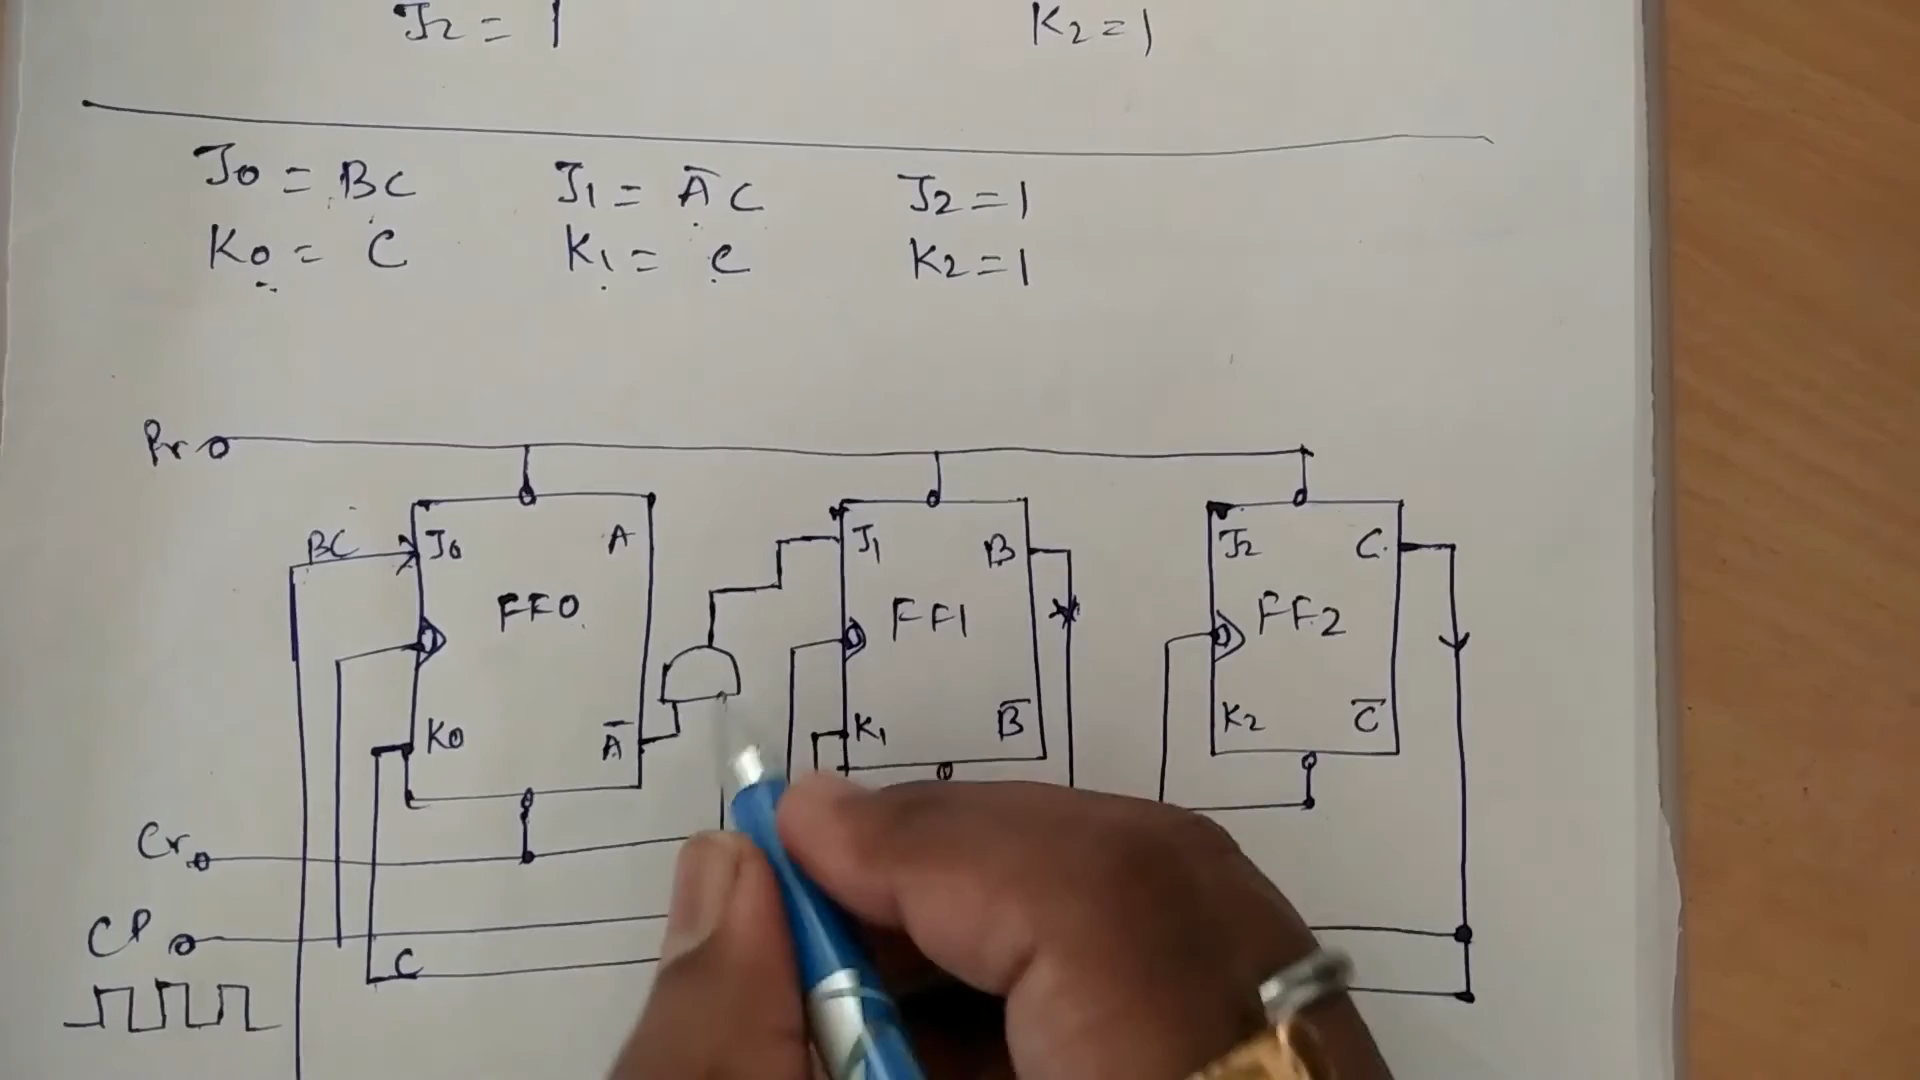 J2 = 1 K2 = 1
J0 = BC J1 = A̅ C J2 = 1
K0 = C K1 = C K2 = 1
Pr
BC J0 A J1 B J2 C
FF0 FF1 FF2
K0 A̅ K1 B̅ K2 C̅
Cr
CP
C